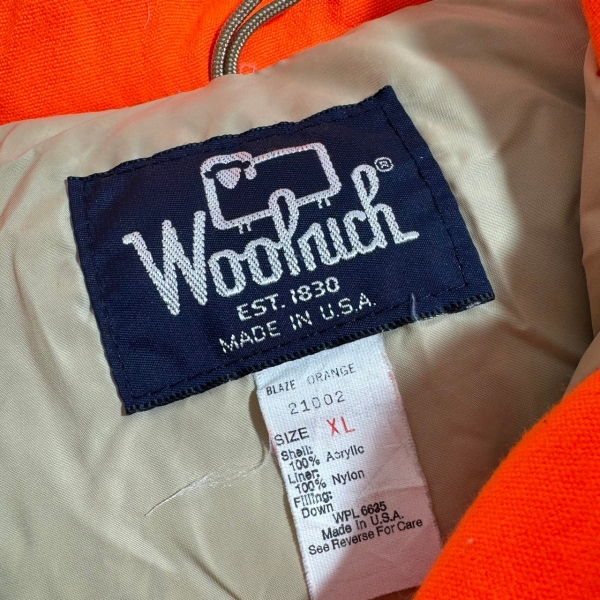 Woolrich
®
EST. 1830
MADE IN U.S.A.
BLAZE ORANGE
21002
SIZE XL
Shell:
100% Acrylic
Liner:
100% Nylon
Filling:
Down
WPL 6635
Made in U.S.A.
See Reverse For Care